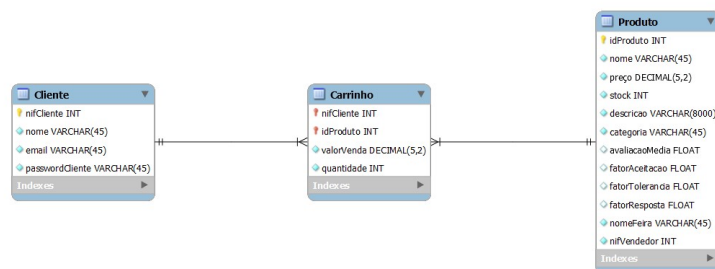 Cliente
nifCliente INT
nome VARCHAR(45)
email VARCHAR(45)
passwordCliente VARCHAR(45)
Indexes
Carrinho
nifCliente INT
idProduto INT
valorVenda DECIMAL(5,2)
quantidade INT
Indexes
Produto
idProduto INT
nome VARCHAR(45)
preço DECIMAL(5,2)
stock INT
descricao VARCHAR(8000)
categoria VARCHAR(45)
avaliacaoMedia FLOAT
fatorAceitacao FLOAT
fatorTolerancia FLOAT
fatorResposta FLOAT
nomeFeira VARCHAR(45)
nifVendedor INT
Indexes